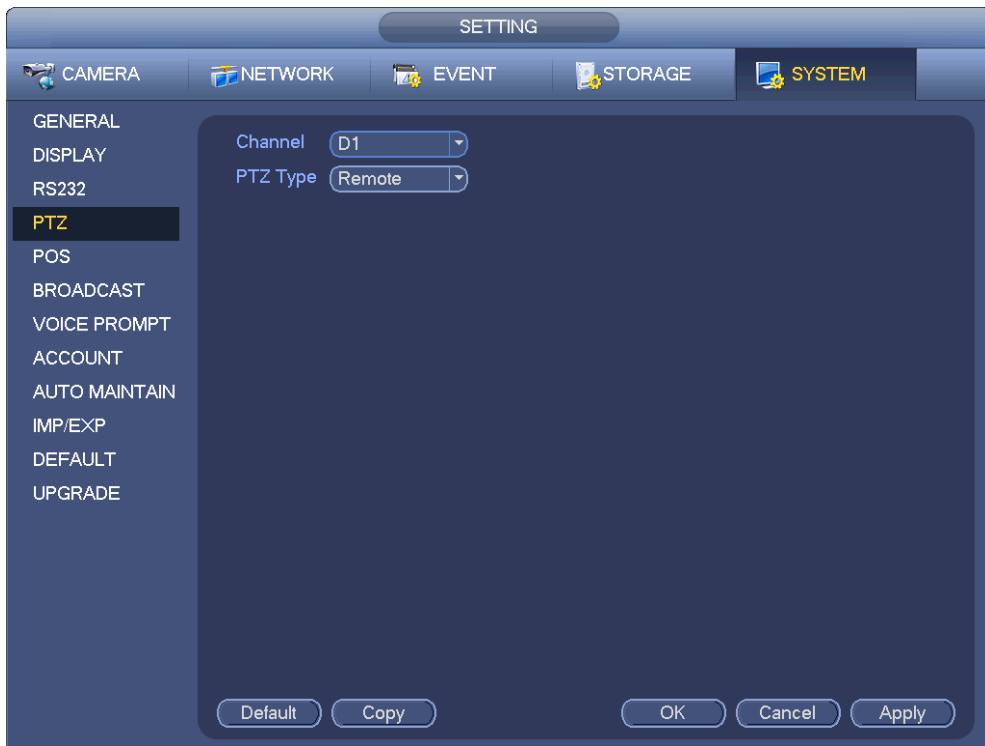 SETTING
CAMERA NETWORK EVENT STORAGE SYSTEM
GENERAL
DISPLAY
RS232
PTZ
POS
BROADCAST
VOICE PROMPT
ACCOUNT
AUTO MAINTAIN
IMP/EXP
DEFAULT
UPGRADE
Channel D1
PTZ Type Remote
Default Copy OK Cancel Apply